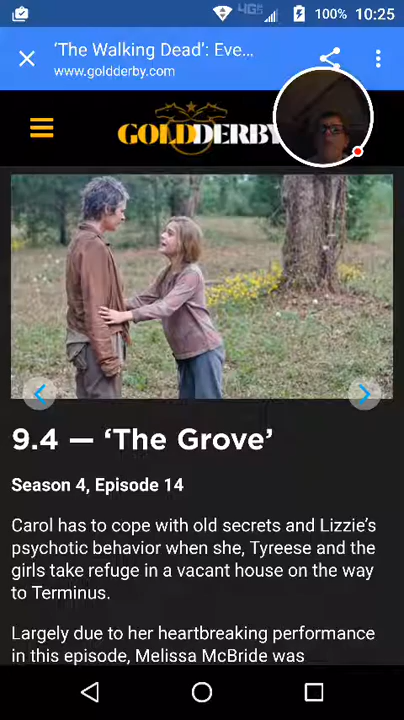 4G
100% 10:25
'The Walking Dead': Eve...
www.goldderby.com
GOLDDERBY
9.4 — ‘The Grove’
Season 4, Episode 14
Carol has to cope with old secrets and Lizzie’s
psychotic behavior when she, Tyreese and the
girls take refuge in a vacant house on the way
to Terminus.
Largely due to her heartbreaking performance
in this episode, Melissa McBride was